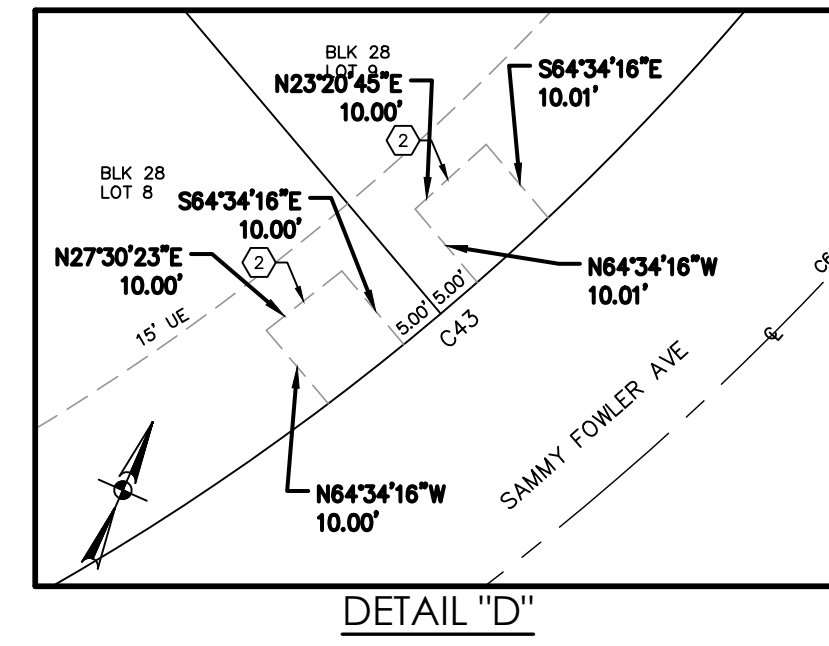 BLK 28
LOT 9
N23°20'45"E
10.00'
S64°34'16"E
10.01'
2
BLK 28
LOT 8
S64°34'16"E
10.00'
N27°30'23"E
10.00'
2
N64°34'16"W
10.01'
15' UE
5.00'
5.00'
C43
C6
℄
SAMMY FOWLER AVE
N64°34'16"W
10.00'
DETAIL "D"